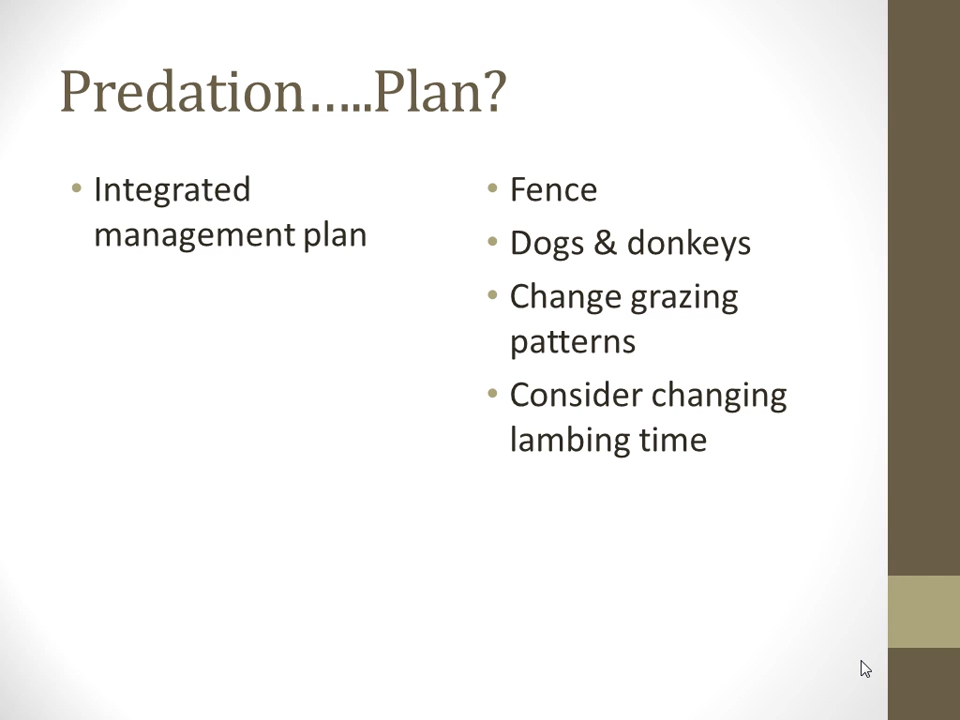 Predation…..Plan?
• Integrated
management plan
• Fence
• Dogs & donkeys
• Change grazing
patterns
• Consider changing
lambing time